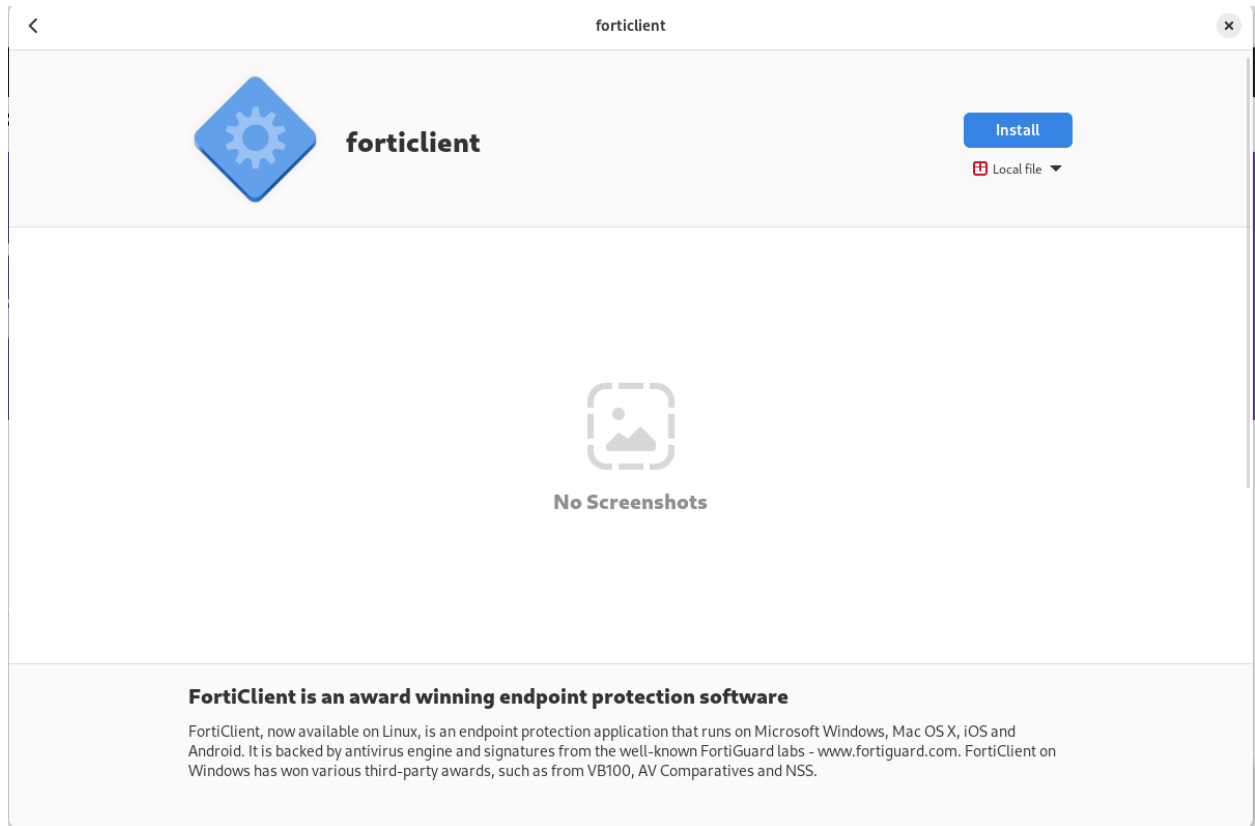 forticlient
forticlient
Install
Local file
No Screenshots
FortiClient is an award winning endpoint protection software
FortiClient, now available on Linux, is an endpoint protection application that runs on Microsoft Windows, Mac OS X, iOS and
Android. It is backed by antivirus engine and signatures from the well-known FortiGuard labs - www.fortiguard.com. FortiClient on
Windows has won various third-party awards, such as from VB100, AV Comparatives and NSS.